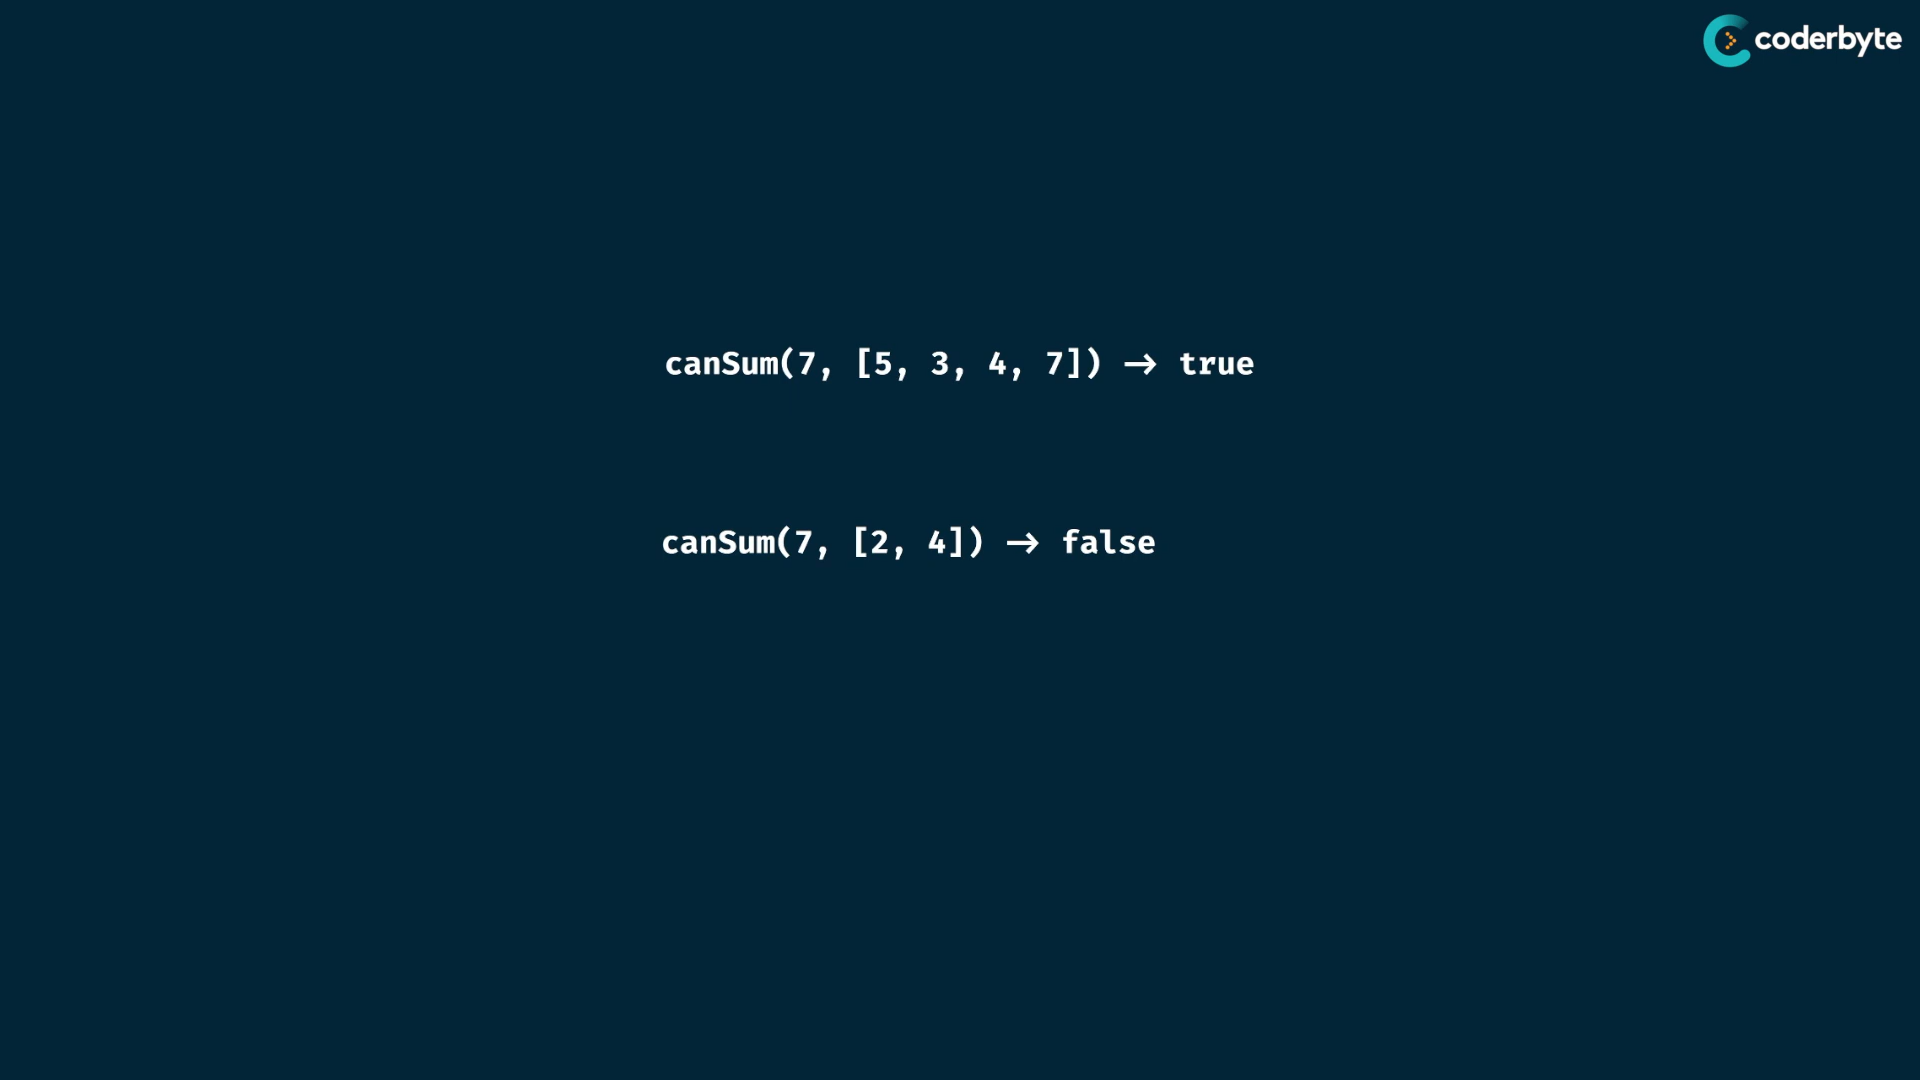 coderbyte
canSum(7, [5, 3, 4, 7]) -> true
canSum(7, [2, 4]) -> false